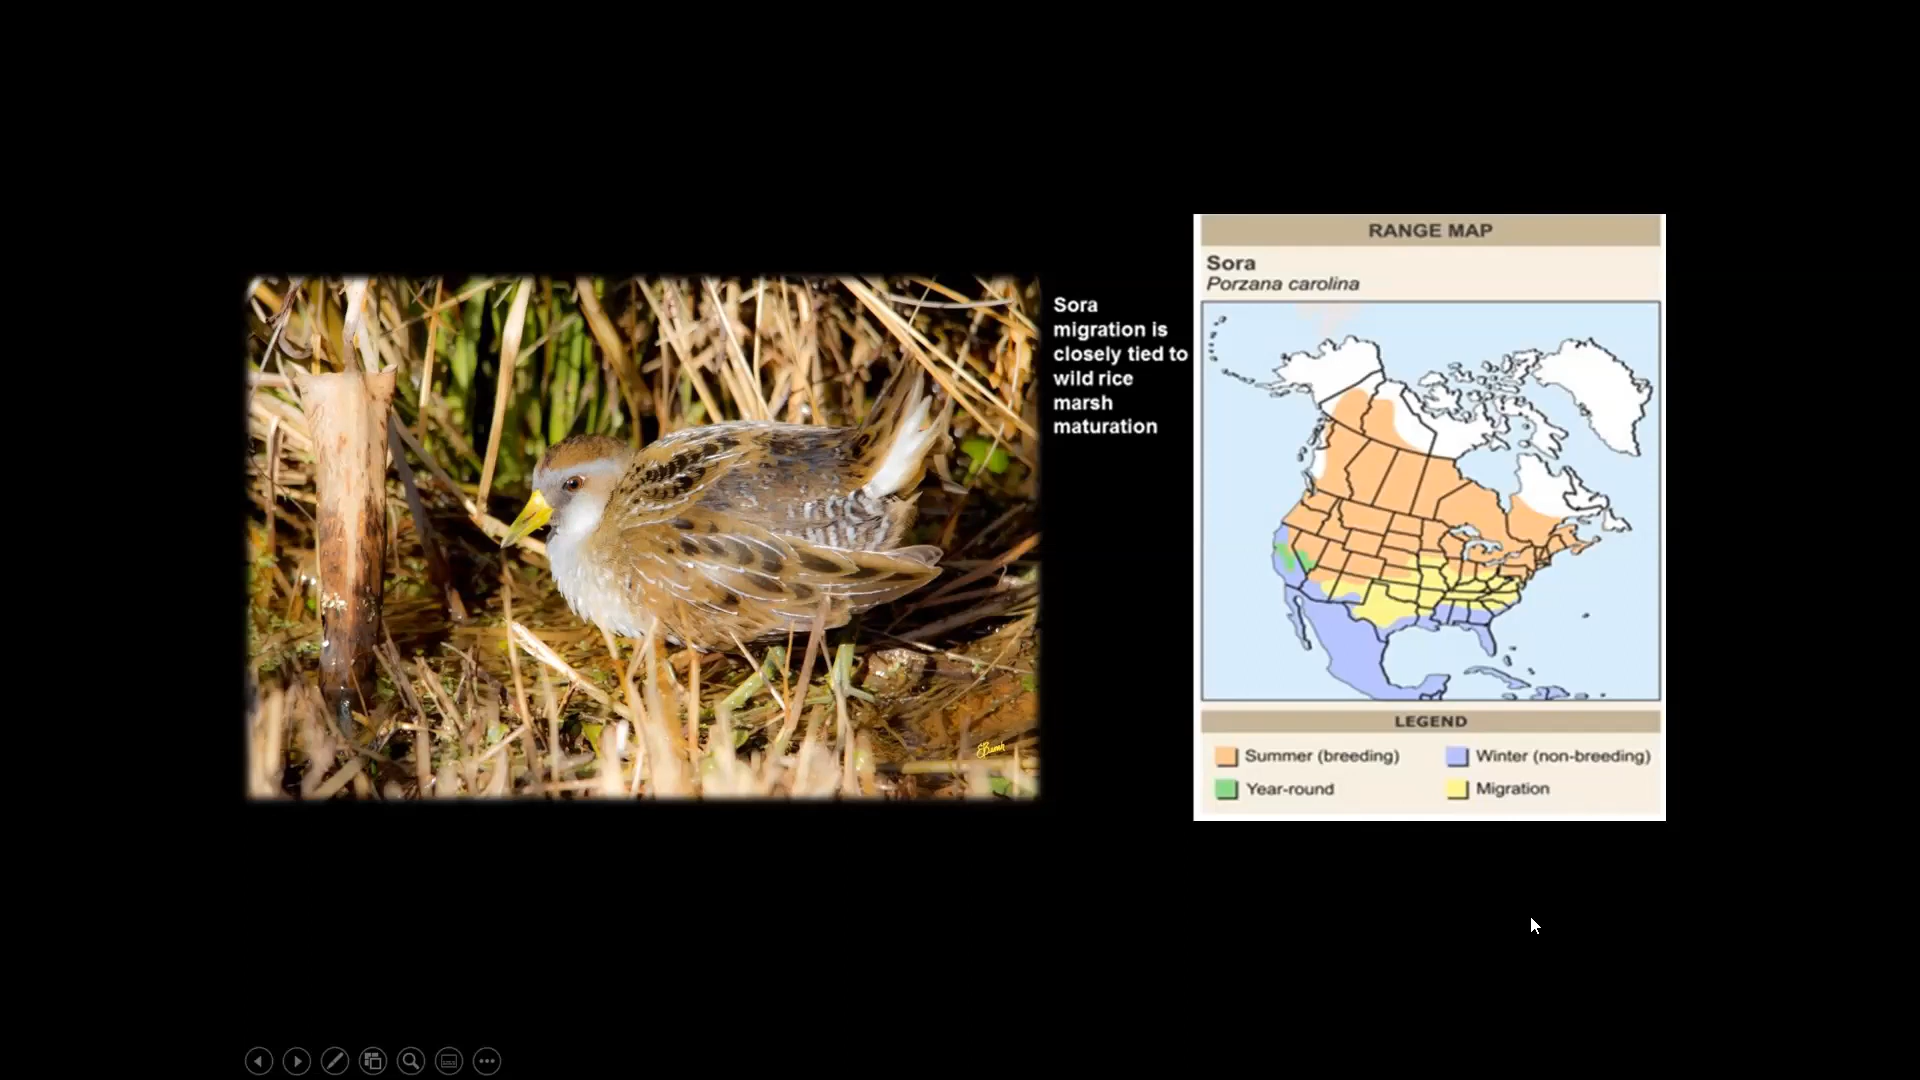 Sora
migration is
closely tied to
wild rice
marsh
maturation
RANGE MAP
Sora
Porzana carolina
LEGEND
Summer (breeding)
Winter (non-breeding)
Year-round
Migration